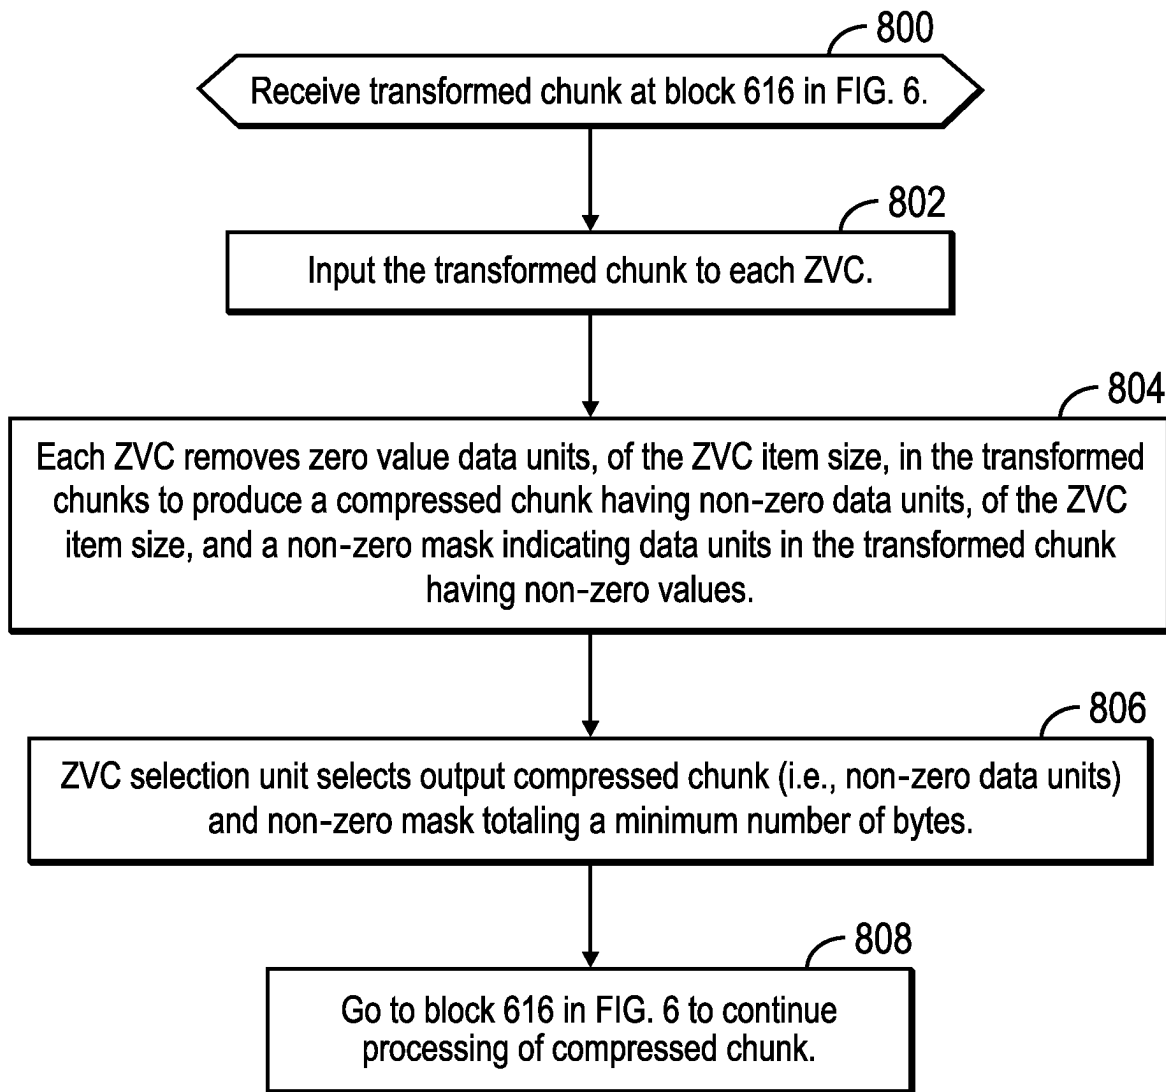 800
Receive transformed chunk at block 616 in FIG. 6.
802
Input the transformed chunk to each ZVC.
804
Each ZVC removes zero value data units, of the ZVC item size, in the transformed
chunks to produce a compressed chunk having non-zero data units, of the ZVC
item size, and a non-zero mask indicating data units in the transformed chunk
having non-zero values.
806
ZVC selection unit selects output compressed chunk (i.e., non-zero data units)
and non-zero mask totaling a minimum number of bytes.
808
Go to block 616 in FIG. 6 to continue
processing of compressed chunk.